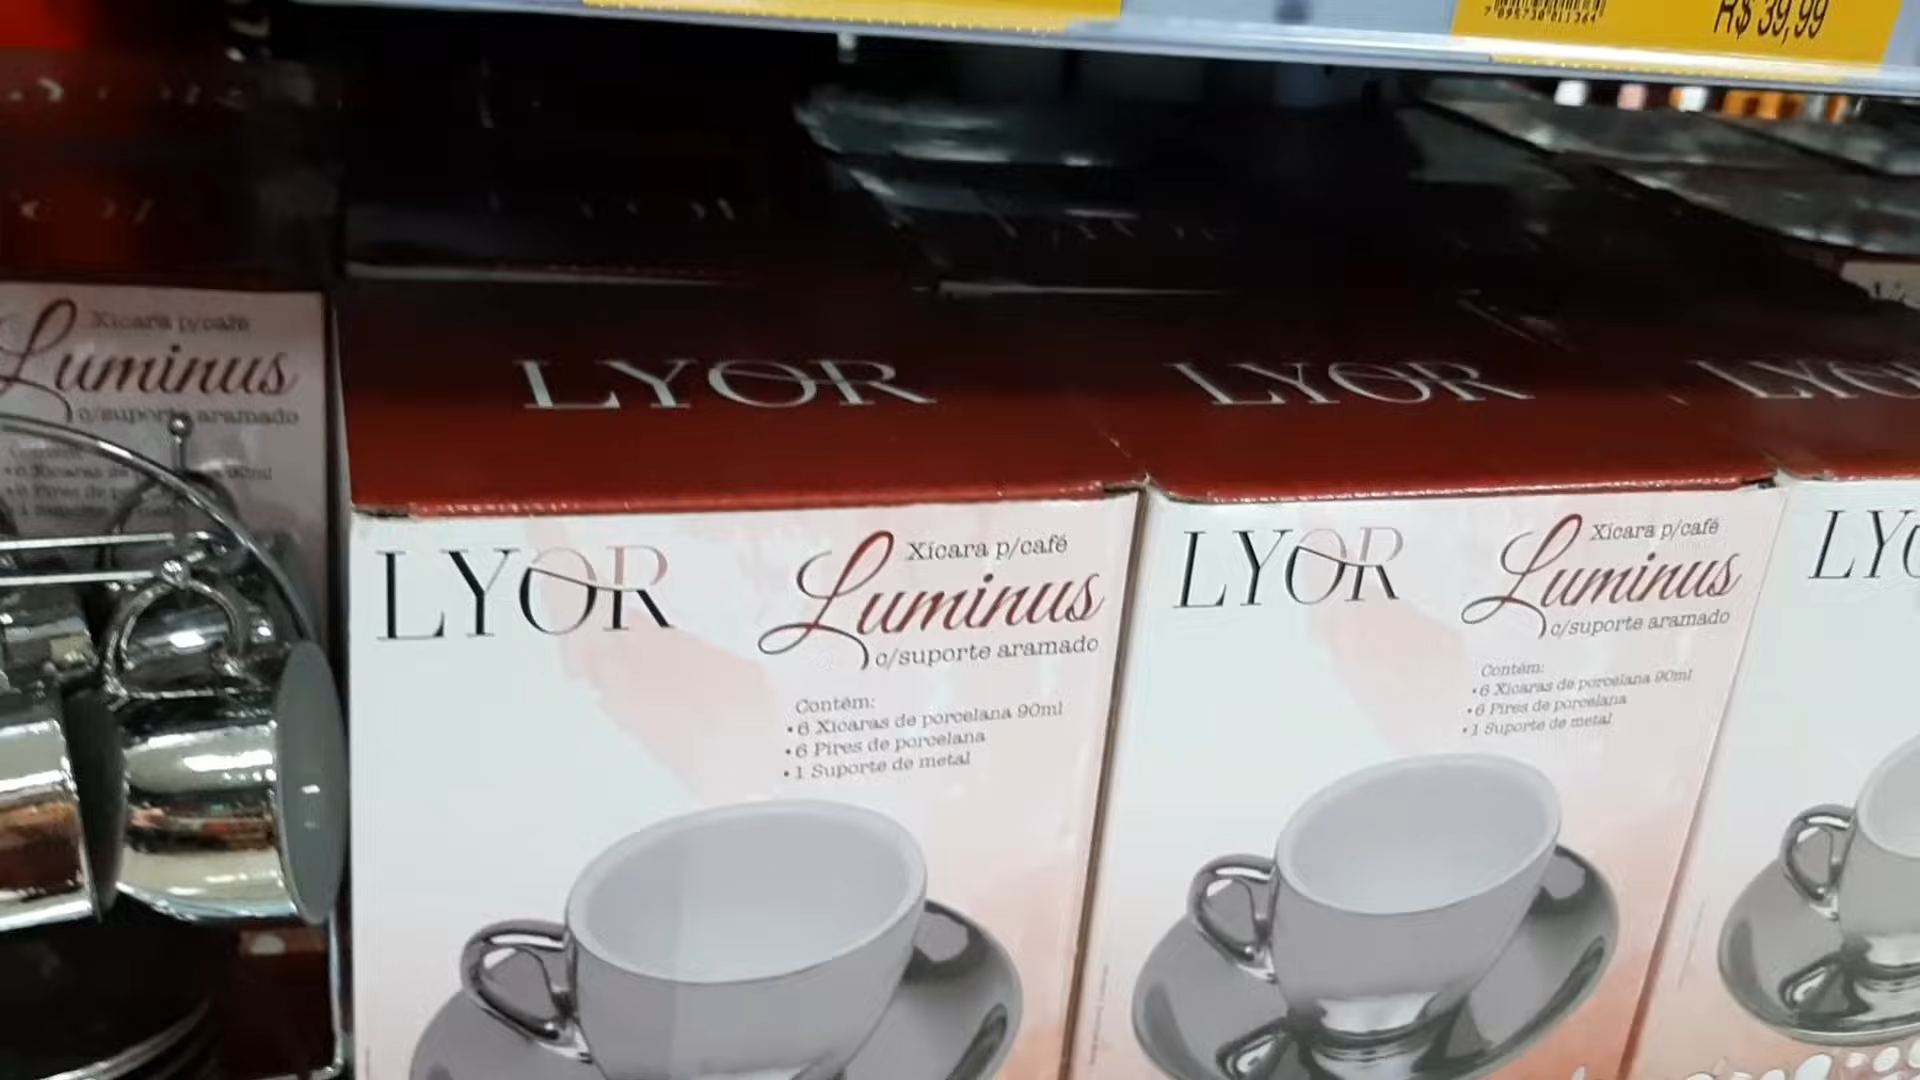 7895730011364
R$ 39,99
LYOR
LYOR
LYOR
Xícara p/café
Luminus
c/suporte aramado
LYOR
Xícara p/café
Luminus
c/suporte aramado
Contém:
•6 Xícaras de porcelana 90ml
•6 Pires de porcelana
•1 Suporte de metal
LYOR
Xícara p/café
Luminus
c/suporte aramado
Contém:
•6 Xícaras de porcelana 90ml
•6 Pires de porcelana
•1 Suporte de metal